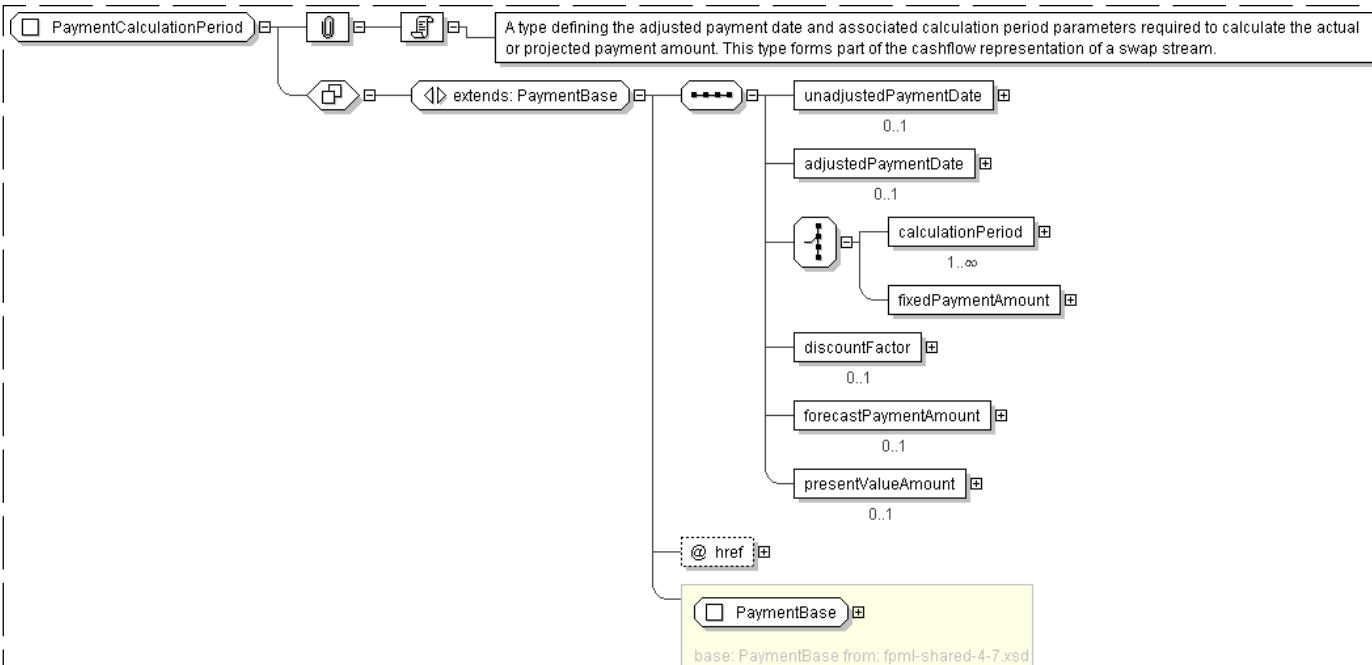 PaymentCalculationPeriod
A type defining the adjusted payment date and associated calculation period parameters required to calculate the actual
or projected payment amount. This type forms part of the cashflow representation of a swap stream.
extends: PaymentBase
unadjustedPaymentDate
0..1
adjustedPaymentDate
0..1
calculationPeriod
1..∞
fixedPaymentAmount
discountFactor
0..1
forecastPaymentAmount
0..1
presentValueAmount
0..1
@ href
PaymentBase
base: PaymentBase from: fpml-shared-4-7.xsd